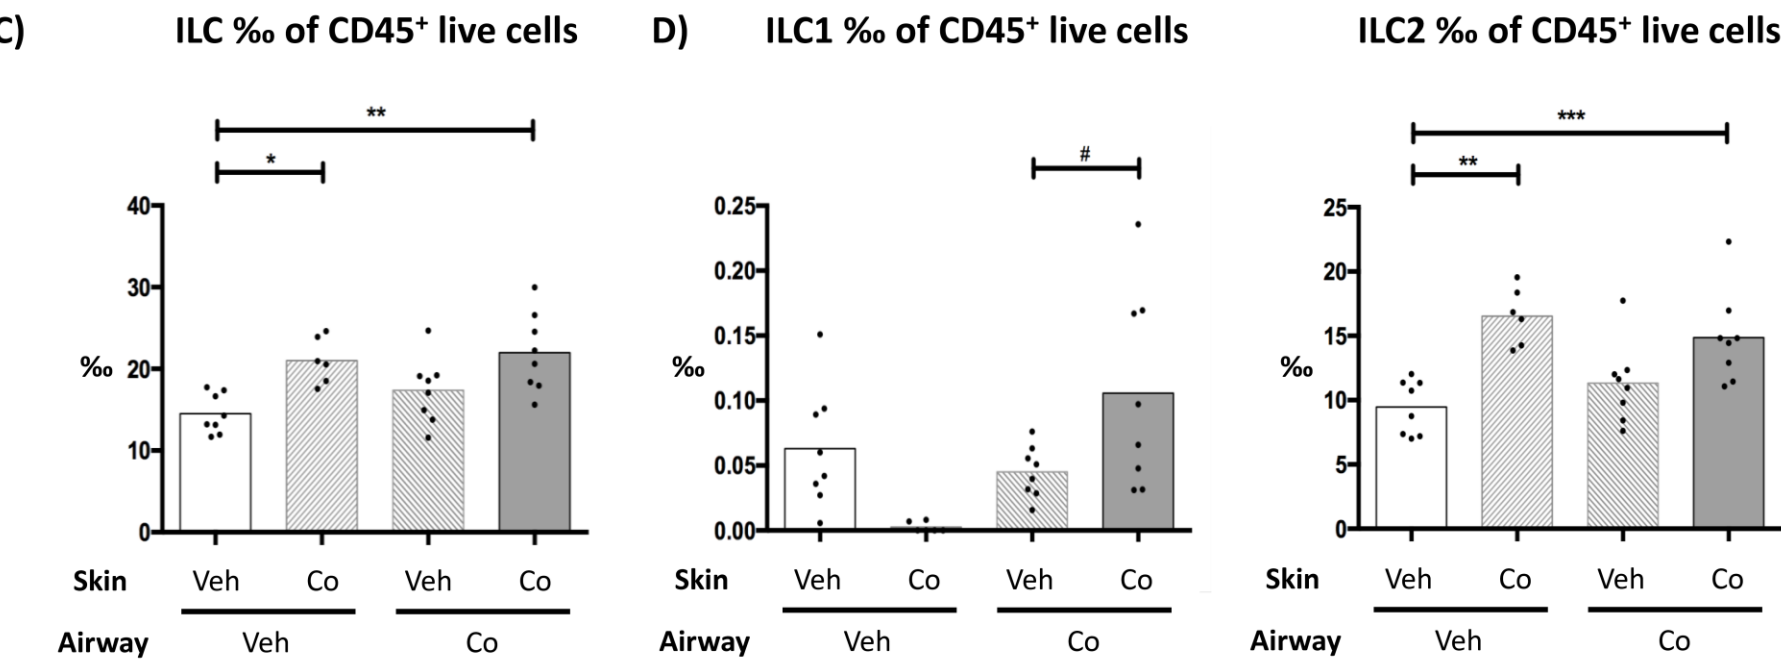 C) ILC ‰ of CD45⁺ live cells
** 
*
40
30
‰
20
10
0
Skin Veh Co Veh Co
Airway Veh Co
D) ILC1 ‰ of CD45⁺ live cells
#
0.25
0.20
0.15
‰
0.10
0.05
0.00
Skin Veh Co Veh Co
Airway Veh Co
ILC2 ‰ of CD45⁺ live cells
***
**
25
20
15
‰
10
5
0
Skin Veh Co Veh Co
Airway Veh Co